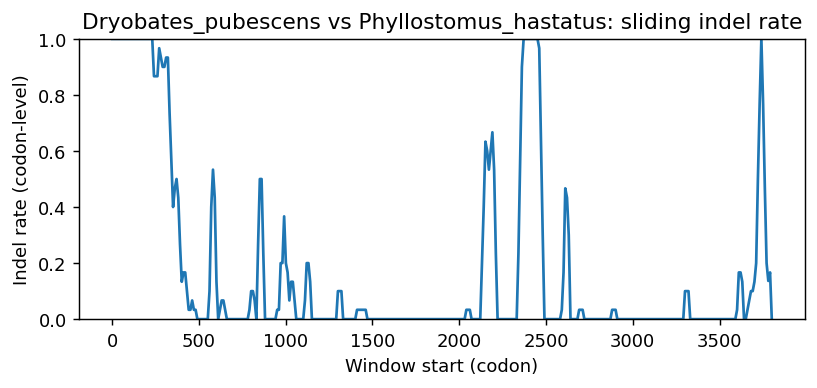 Dryobates_pubescens vs Phyllostomus_hastatus: sliding indel rate
Indel rate (codon-level)
1.0
0.8
0.6
0.4
0.2
0.0
0 500 1000 1500 2000 2500 3000 3500
Window start (codon)